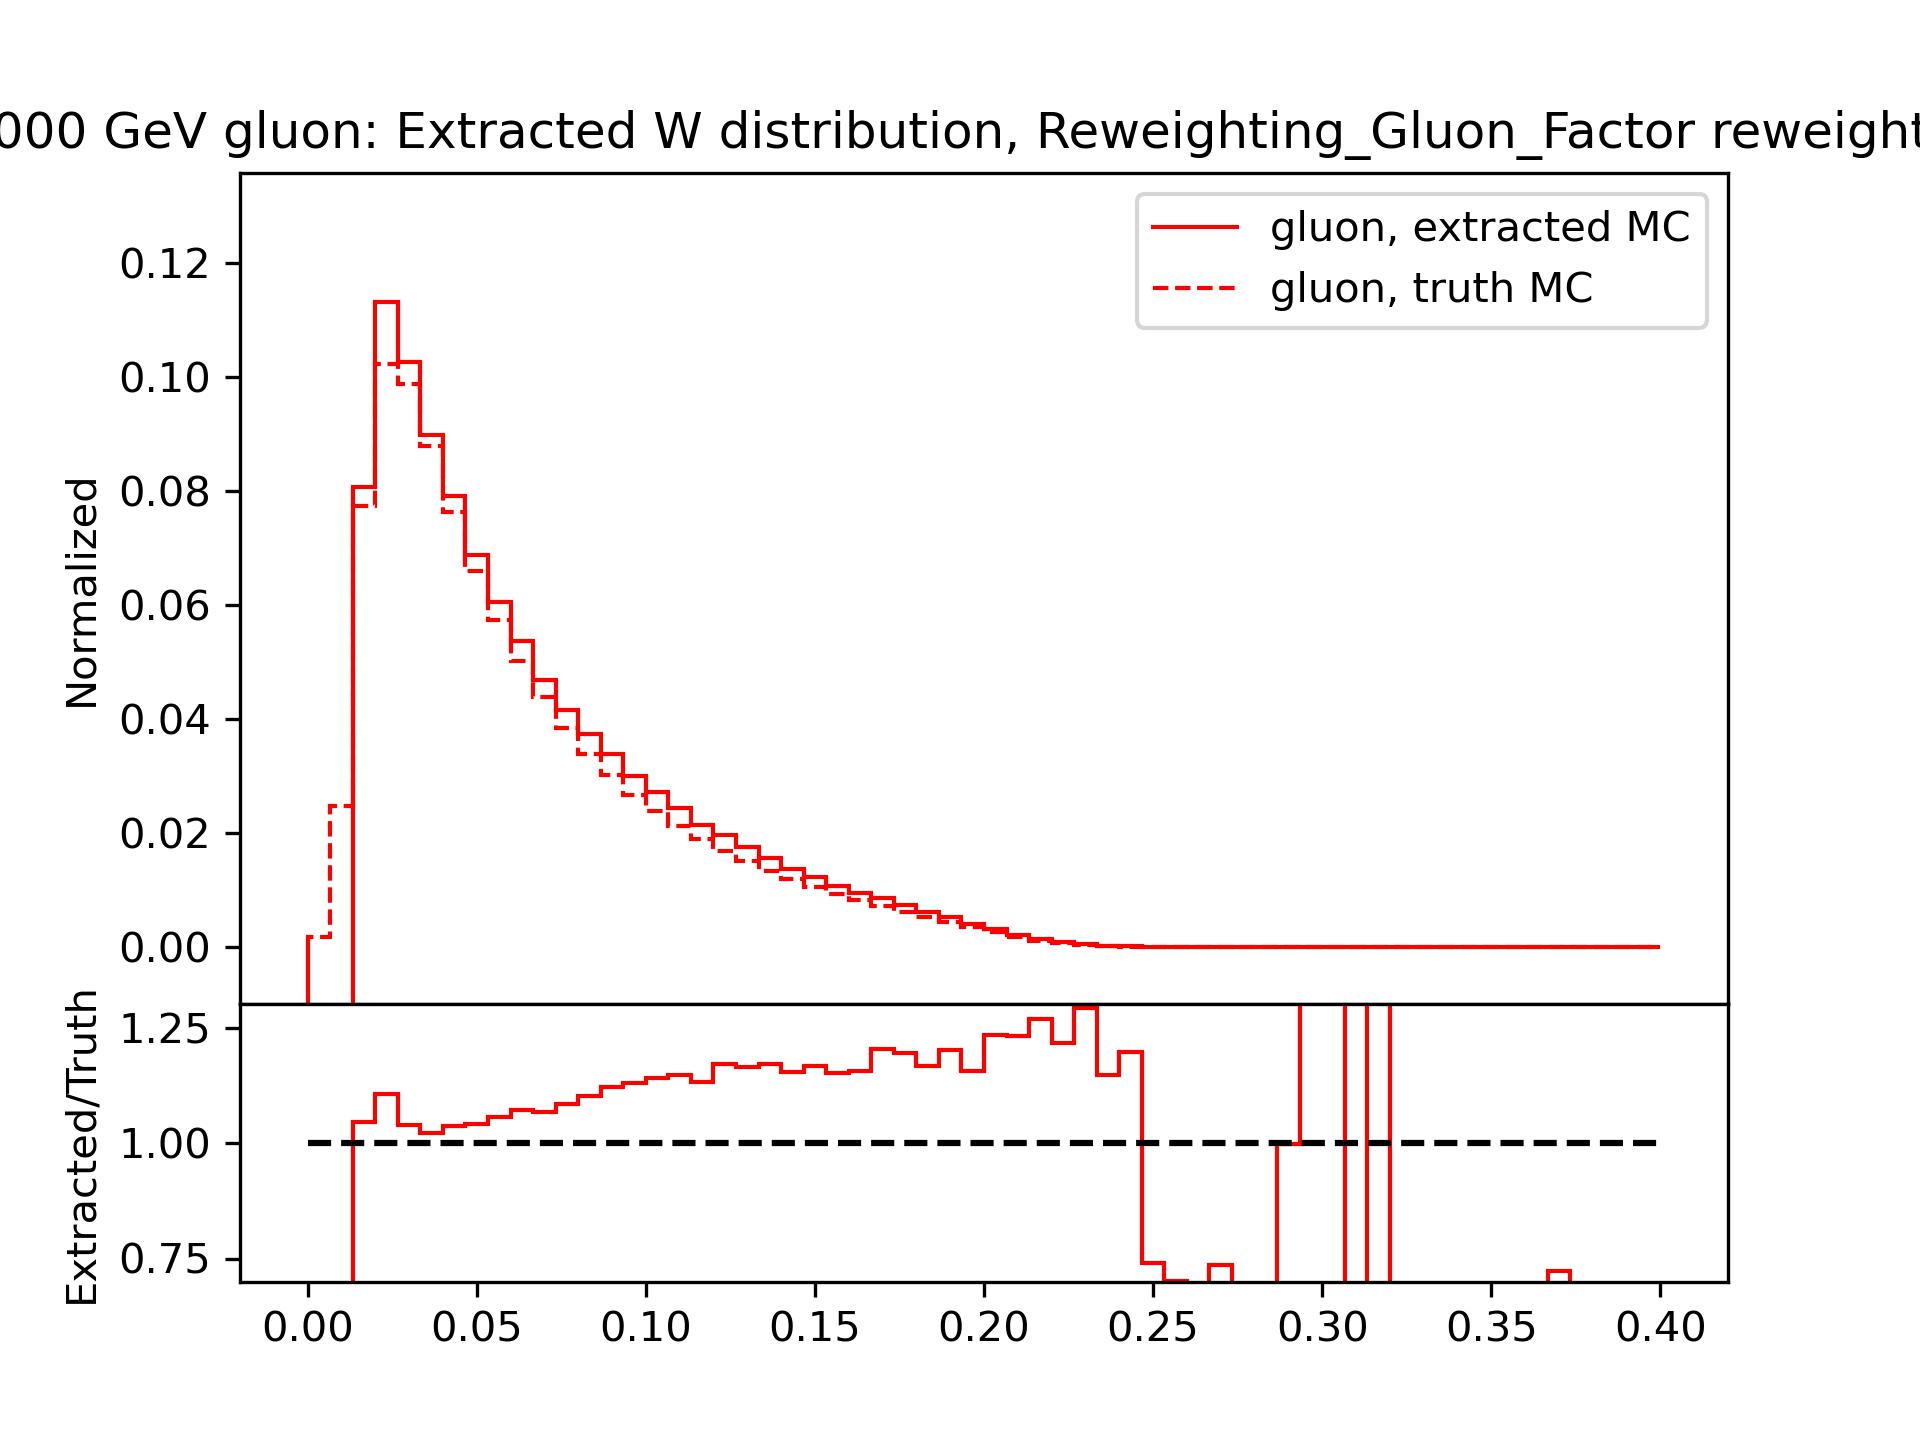 000 GeV gluon: Extracted W distribution, Reweighting_Gluon_Factor reweight
gluon, extracted MC
gluon, truth MC
Normalized
0.12
0.10
0.08
0.06
0.04
0.02
0.00
Extracted/Truth
1.25
1.00
0.75
0.00 0.05 0.10 0.15 0.20 0.25 0.30 0.35 0.40